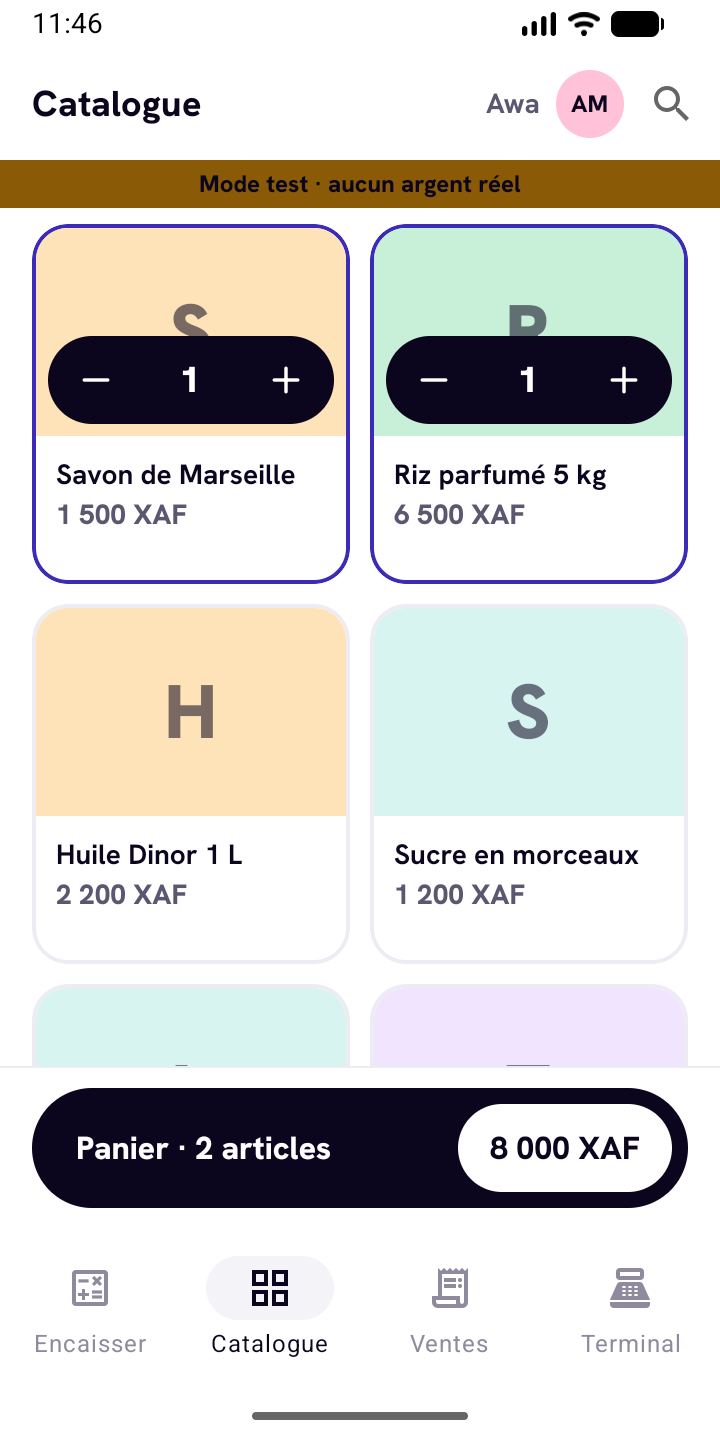 11:46
Catalogue
Awa
AM
Mode test · aucun argent réel
S
R
1
1
Savon de Marseille
1 500 XAF
Riz parfumé 5 kg
6 500 XAF
H
S
Huile Dinor 1 L
2 200 XAF
Sucre en morceaux
1 200 XAF
Panier · 2 articles
8 000 XAF
Encaisser
Catalogue
Ventes
Terminal